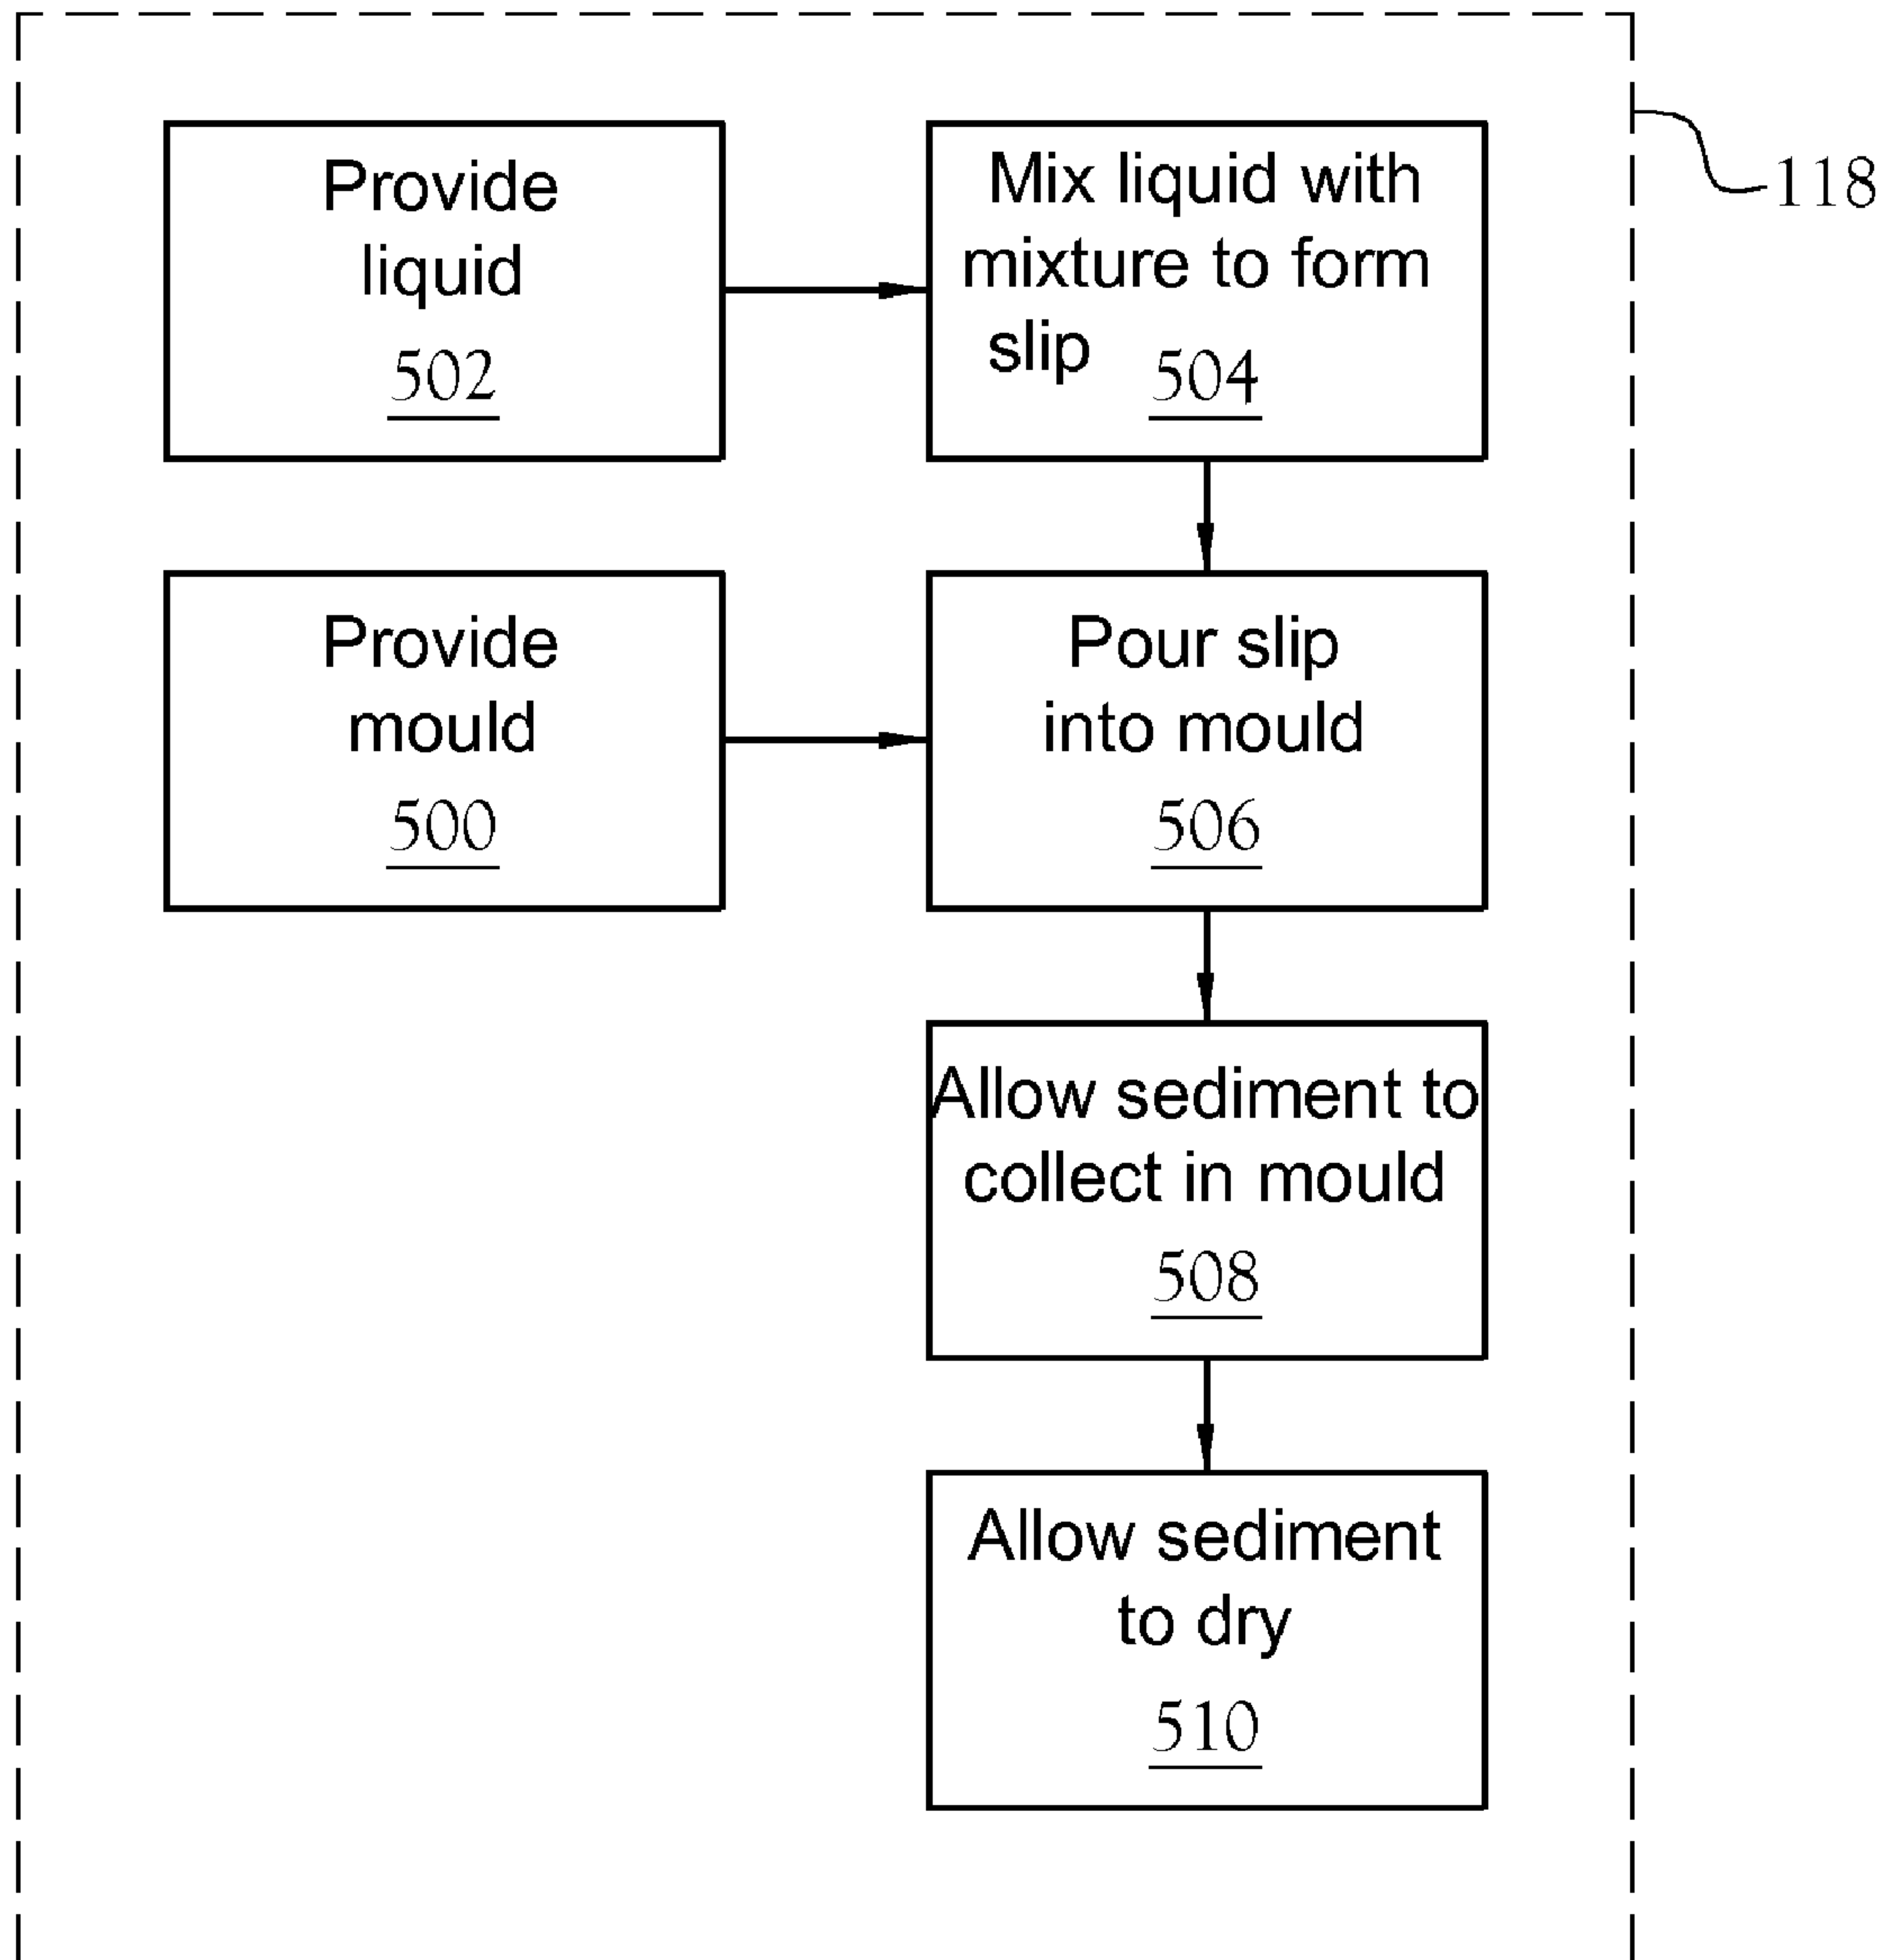 Provide
liquid
502
Mix liquid with
mixture to form
slip 504
118
Provide
mould
500
Pour slip
into mould
506
Allow sediment to
collect in mould
508
Allow sediment
to dry
510